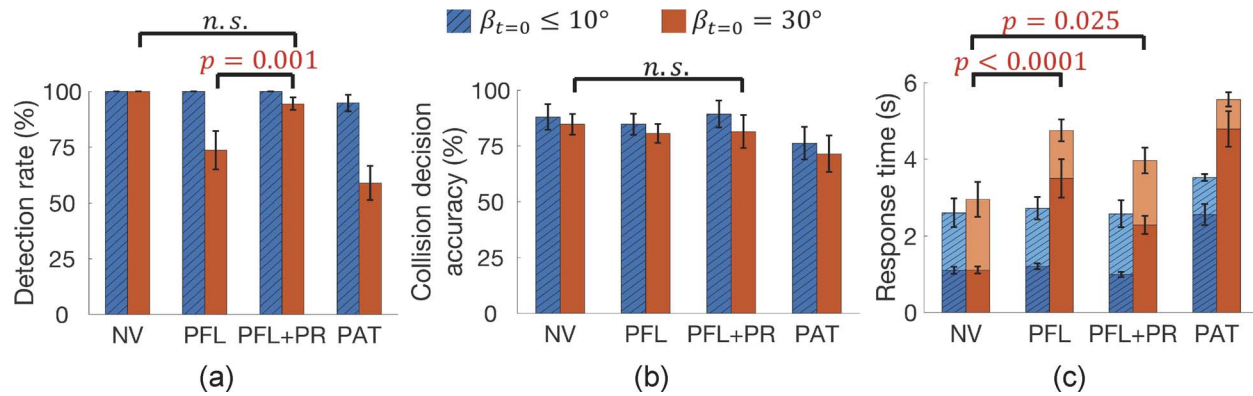 β_{t=0} ≤ 10° β_{t=0} = 30°
n.s.
p = 0.001
Detection rate (%)
100
75
50
25
0
NV PFL PFL+PR PAT
(a)
n.s.
Collision decision
accuracy (%)
100
75
50
25
0
NV PFL PFL+PR PAT
(b)
p = 0.025
p < 0.0001
Response time (s)
6
4
2
0
NV PFL PFL+PR PAT
(c)